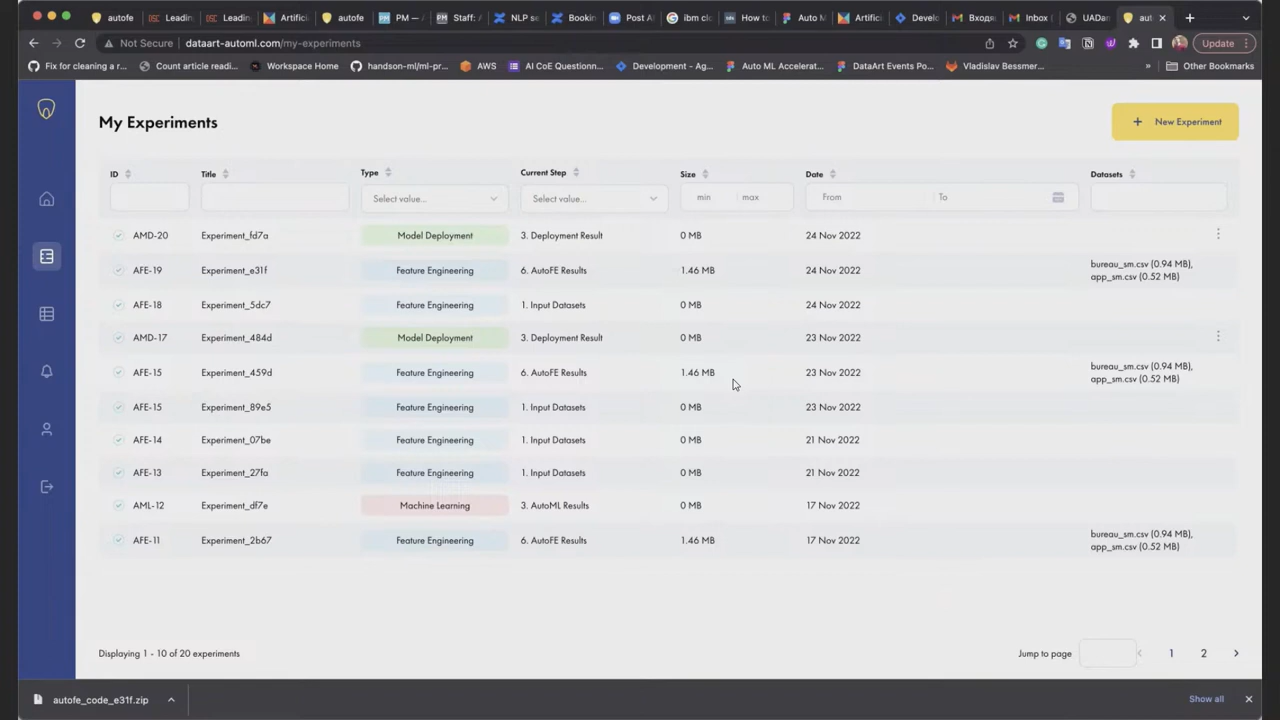 autofe
Leadin
Leadin
Artific
autofe
PM —
Staff:
NLP se
Bookin
Post AI
ibm clo
How to
Auto M
Artific
Develo
Входя
Inbox
UADar
aut
Not Secure
dataart-automl.com/my-experiments
Update
Fix for cleaning a r...
Count article readi...
Workspace Home
handson-ml/ml-pr...
AWS
AI CoE Questionn...
Development - Ag...
Auto ML Accelerat...
DataArt Events Po...
Vladislav Bessmer...
»
Other Bookmarks
My Experiments
+ New Experiment
ID Title Type Current Step Size Date Datasets
Select value... Select value... min max From To
AMD-20 Experiment_fd7a Model Deployment 3. Deployment Result 0 MB 24 Nov 2022
AFE-19 Experiment_e31f Feature Engineering 6. AutoFE Results 1.46 MB 24 Nov 2022 bureau_sm.csv (0.94 MB),
app_sm.csv (0.52 MB)
AFE-18 Experiment_5dc7 Feature Engineering 1. Input Datasets 0 MB 24 Nov 2022
AMD-17 Experiment_484d Model Deployment 3. Deployment Result 0 MB 23 Nov 2022
AFE-15 Experiment_459d Feature Engineering 6. AutoFE Results 1.46 MB 23 Nov 2022 bureau_sm.csv (0.94 MB),
app_sm.csv (0.52 MB)
AFE-15 Experiment_89e5 Feature Engineering 1. Input Datasets 0 MB 23 Nov 2022
AFE-14 Experiment_07be Feature Engineering 1. Input Datasets 0 MB 21 Nov 2022
AFE-13 Experiment_27fa Feature Engineering 1. Input Datasets 0 MB 21 Nov 2022
AML-12 Experiment_df7e Machine Learning 3. AutoML Results 0 MB 17 Nov 2022
AFE-11 Experiment_2b67 Feature Engineering 6. AutoFE Results 1.46 MB 17 Nov 2022 bureau_sm.csv (0.94 MB),
app_sm.csv (0.52 MB)
Displaying 1 - 10 of 20 experiments
Jump to page 1 2
autofe_code_e31f.zip
Show all